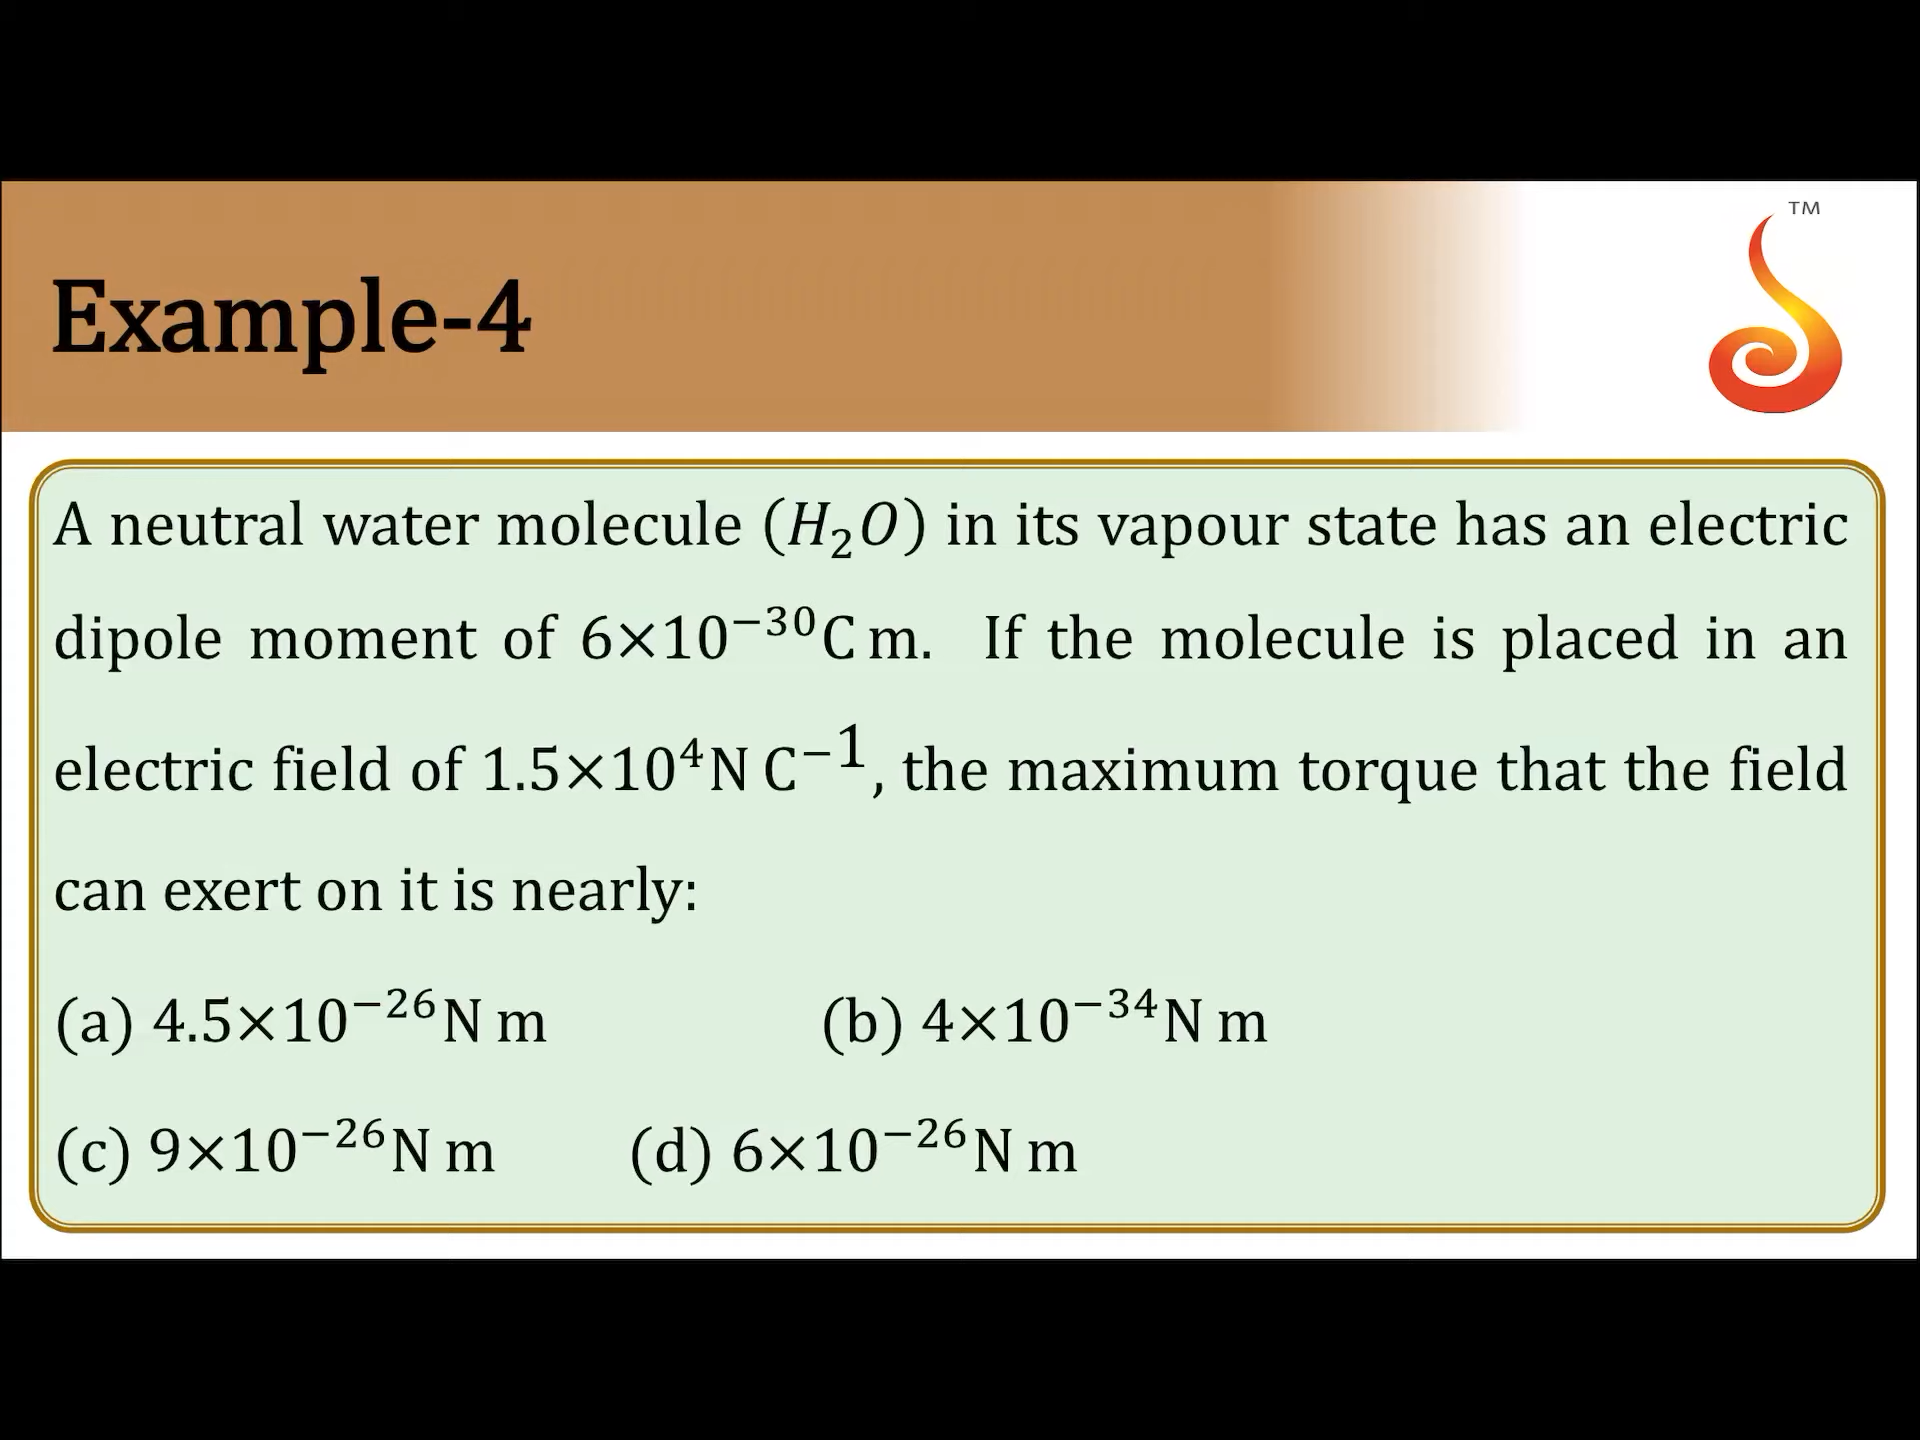 TM
Example-4
A neutral water molecule (H₂O) in its vapour state has an electric
dipole moment of 6×10⁻³⁰C m. If the molecule is placed in an
electric field of 1.5×10⁴N C⁻¹, the maximum torque that the field
can exert on it is nearly:
(a) 4.5×10⁻²⁶N m (b) 4×10⁻³⁴N m
(c) 9×10⁻²⁶N m (d) 6×10⁻²⁶N m